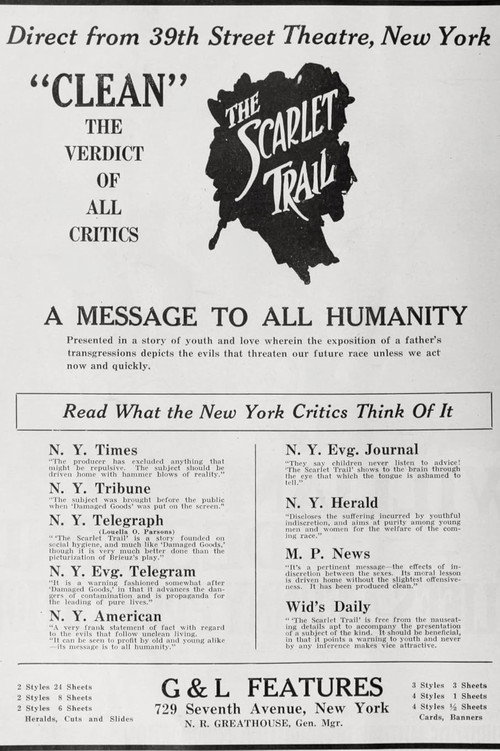 Direct from 39th Street Theatre, New York
"CLEAN"
THE
VERDICT
OF
ALL
CRITICS
THE
SCARLET
TRAIL
A MESSAGE TO ALL HUMANITY
Presented in a story of youth and love wherein the exposition of a father's
transgressions depicts the evils that threaten our future race unless we act
now and quickly.
Read What the New York Critics Think Of It
N. Y. Times
"The producer has excluded anything that
might be repulsive. The subject should be
driven home with hammer blows of reality."
N. Y. Tribune
"The subject was brought before the public
when 'Damaged Goods' was put on the screen."
N. Y. Telegraph
(Louella O. Parsons)
"'The Scarlet Trail' is a story founded on
social hygiene, and much like 'Damaged Goods,'
though it is very much better done than the
picturization of Brieuz's play."
N. Y. Evg. Telegram
"It is a warning fashioned somewhat after
'Damaged Goods,' in that it advances the dan-
gers of contamination and is propaganda for
the leading of pure lives."
N. Y. American
"A very frank statement of fact with regard
to the evils that follow unclean living.
"It can be seen to profit by old and young alike
—its message is to all humanity."
N. Y. Evg. Journal
"They say children never listen to advice!
'The Scarlet Trail' shows to the brain through
the eye that which the tongue is ashamed to
tell."
N. Y. Herald
"Discloses the suffering incurred by youthful
indiscretion, and aims at purity among young
men and women for the welfare of the com-
ing race."
M. P. News
"It's a pertinent message—the effects of in-
discretion between the sexes. Its moral lesson
is driven home without the slightest offensive-
ness. It has been produced clean."
Wid's Daily
"'The Scarlet Trail' is free from the nauseat-
ing details apt to accompany the presentation
of a subject of the kind. It should be beneficial,
in that it points a warning to youth and never
by any inference makes vice attractive.
2 Styles 24 Sheets
2 Styles 8 Sheets
2 Styles 6 Sheets
Heralds, Cuts and Slides
G & L FEATURES
729 Seventh Avenue, New York
N. R. GREATHOUSE, Gen. Mgr.
3 Styles 3 Sheets
4 Styles 1 Sheets
4 Styles ½ Sheets
Cards, Banners